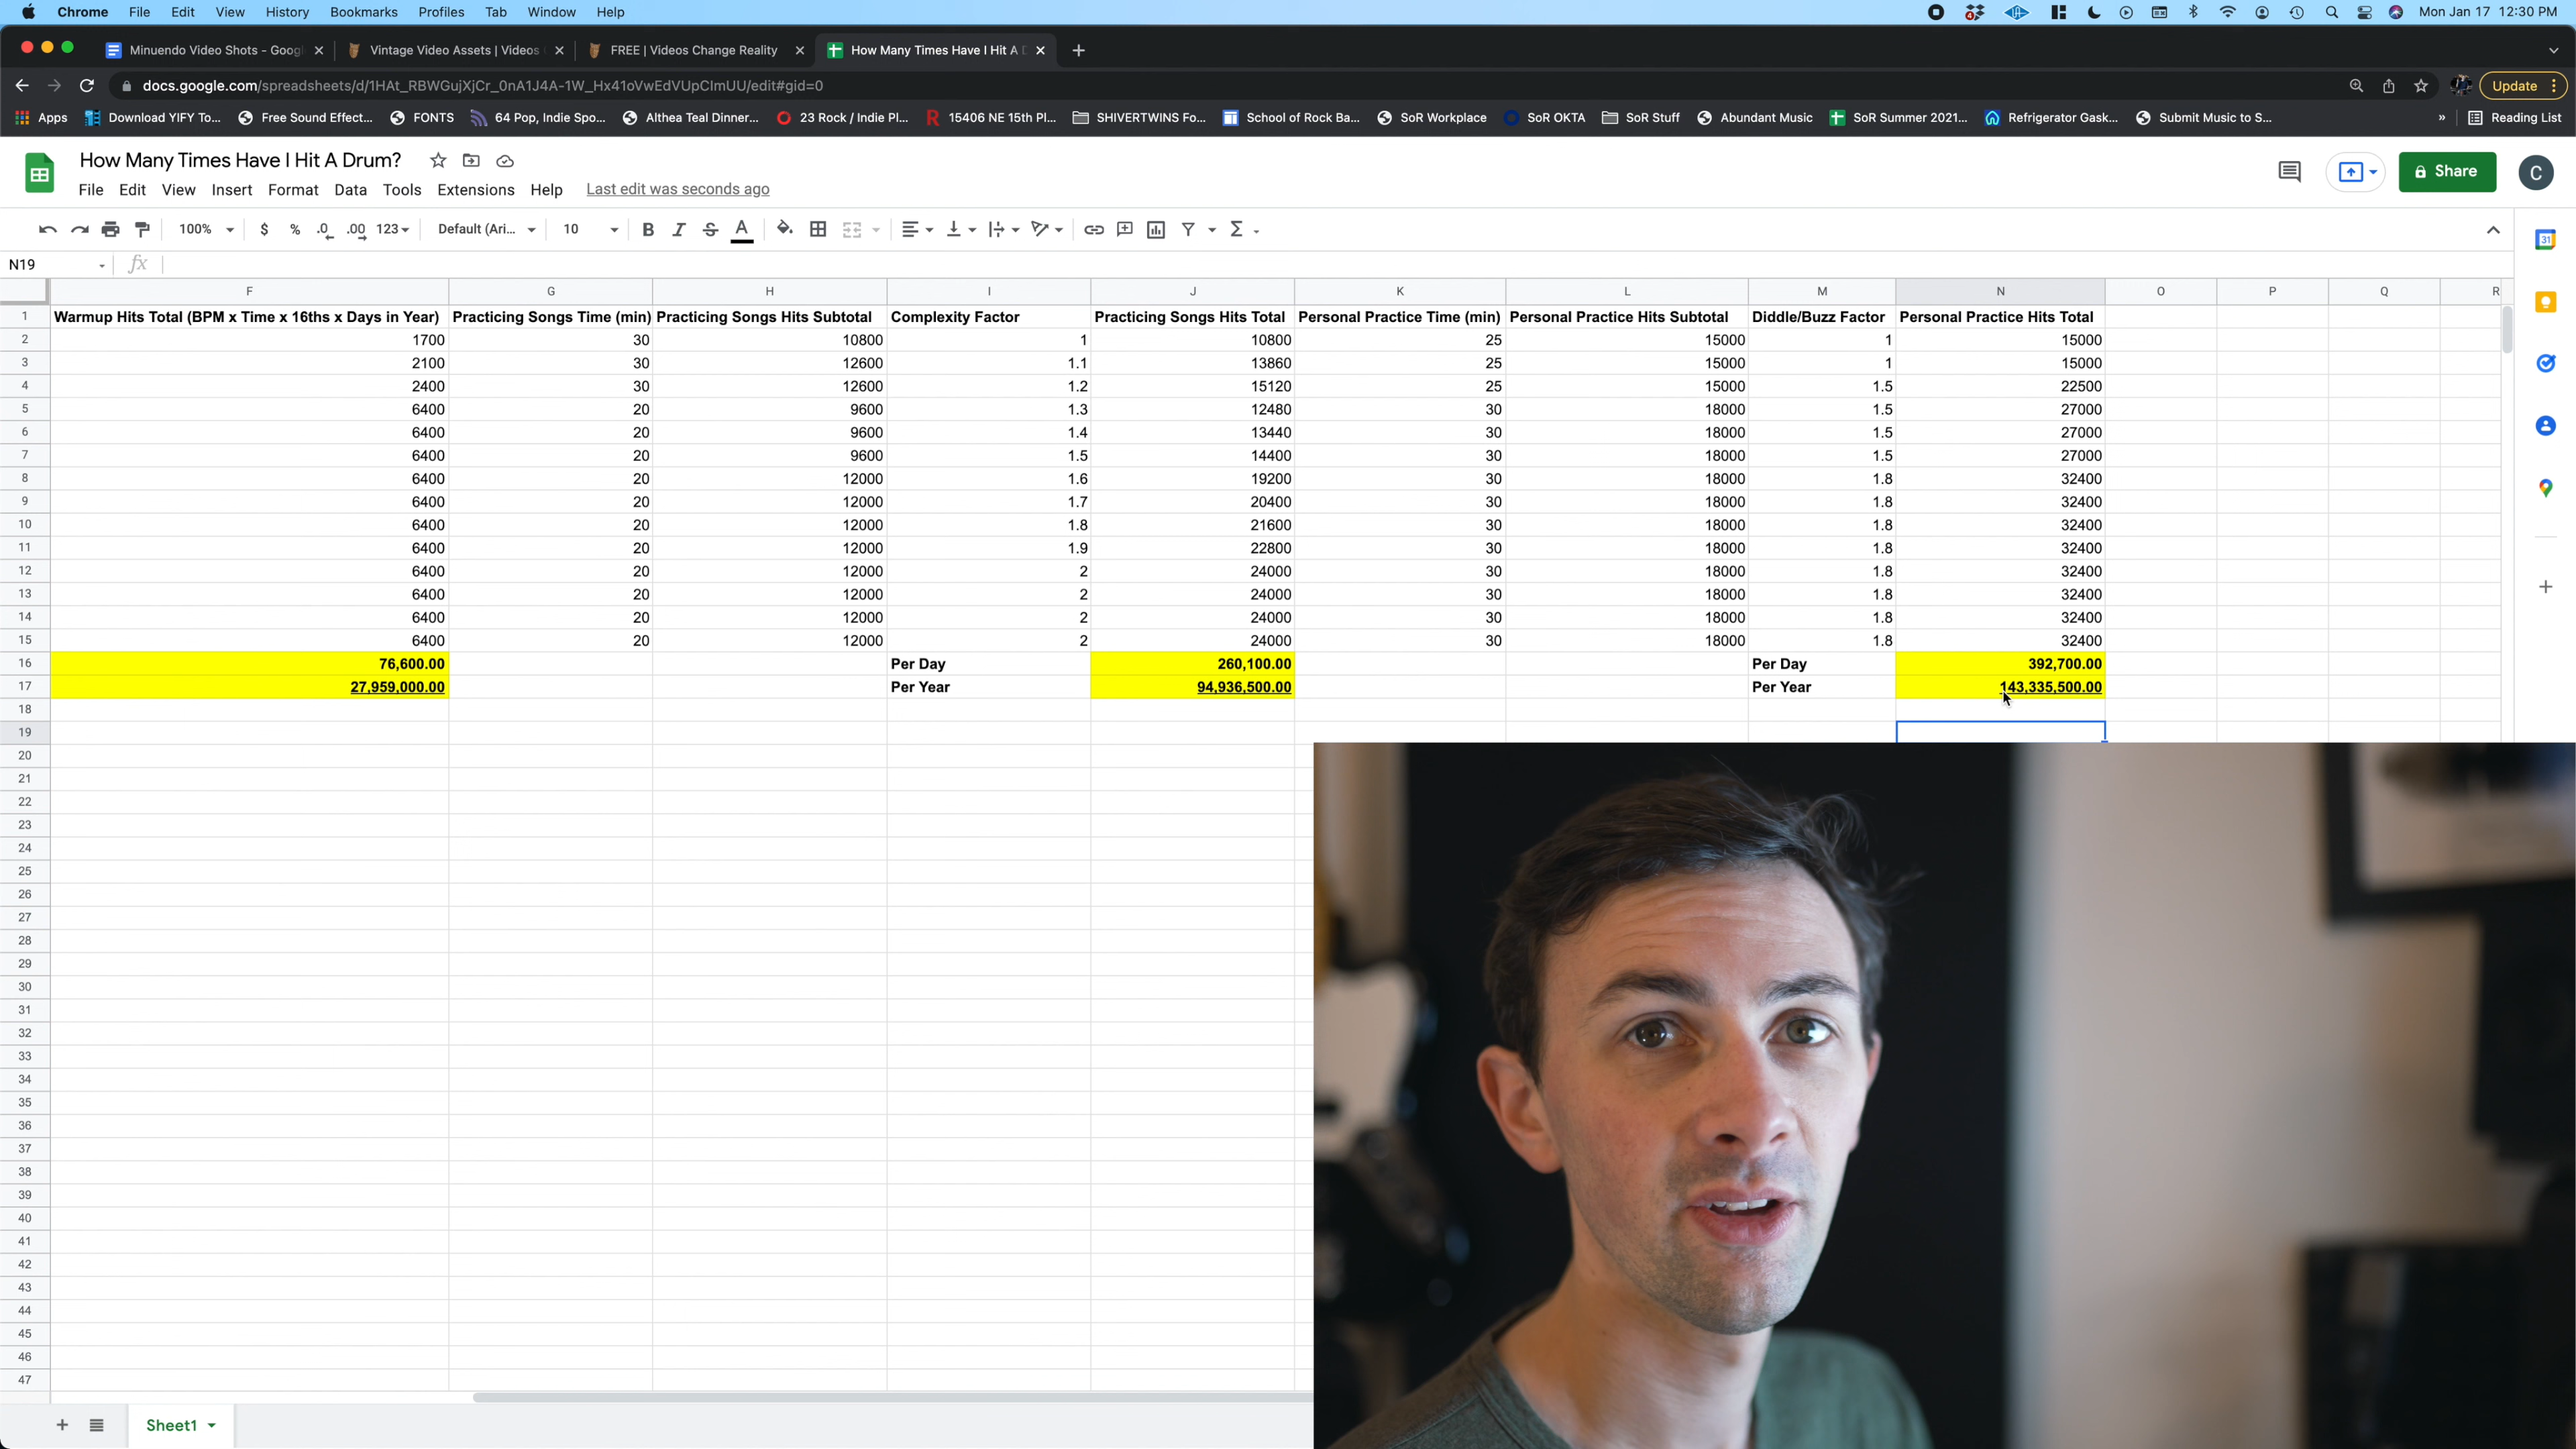 Chrome File Edit View History Bookmarks Profiles Tab Window Help Mon Jan 17 12:30 PM
Minuendo Video Shots - Goog Vintage Video Assets | Videos FREE | Videos Change Reality How Many Times Have I Hit A D
docs.google.com/spreadsheets/d/1HAt_RBWGujXjCr_0nA1J4A-1W_Hx41oVwEdVUpCImUU/edit#gid=0 Update
Apps Download YIFY To... Free Sound Effect... FONTS 64 Pop, Indie Spo... Althea Teal Dinner... 23 Rock / Indie Pl... 15406 NE 15th Pl... SHIVERTWINS Fo... School of Rock Ba... SoR Workplace SoR OKTA SoR Stuff Abundant Music SoR Summer 2021... Refrigerator Gask... Submit Music to S... » Reading List
How Many Times Have I Hit A Drum?
File Edit View Insert Format Data Tools Extensions Help Last edit was seconds ago Share C
100% $ % .0 .00 123 Default (Ari... 10 B I S A Σ 31
N19 fx
F G H I J K L M N O P Q R
1 Warmup Hits Total (BPM x Time x 16ths x Days in Year) Practicing Songs Time (min) Practicing Songs Hits Subtotal Complexity Factor Practicing Songs Hits Total Personal Practice Time (min) Personal Practice Hits Subtotal Diddle/Buzz Factor Personal Practice Hits Total
2 1700 30 10800 1 10800 25 15000 1 15000
3 2100 30 12600 1.1 13860 25 15000 1 15000
4 2400 30 12600 1.2 15120 25 15000 1.5 22500
5 6400 20 9600 1.3 12480 30 18000 1.5 27000
6 6400 20 9600 1.4 13440 30 18000 1.5 27000
7 6400 20 9600 1.5 14400 30 18000 1.5 27000
8 6400 20 12000 1.6 19200 30 18000 1.8 32400
9 6400 20 12000 1.7 20400 30 18000 1.8 32400
10 6400 20 12000 1.8 21600 30 18000 1.8 32400
11 6400 20 12000 1.9 22800 30 18000 1.8 32400
12 6400 20 12000 2 24000 30 18000 1.8 32400
13 6400 20 12000 2 24000 30 18000 1.8 32400
14 6400 20 12000 2 24000 30 18000 1.8 32400
15 6400 20 12000 2 24000 30 18000 1.8 32400
16 76,600.00 Per Day 260,100.00 Per Day 392,700.00
17 27,959,000.00 Per Year 94,936,500.00 Per Year 143,335,500.00
18
19
20
21
22
23
24
25
26
27
28
29
30
31
32
33
34
35
36
37
38
39
40
41
42
43
44
45
46
47
Sheet1